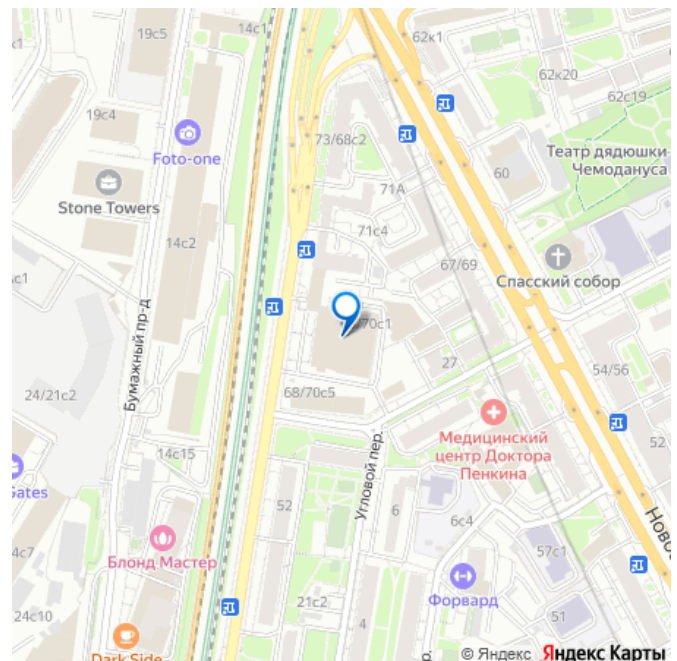 19с5
14с1
62к1
62к20
62с19
19с4
Foto-one
73/68с2
Театр дядюшки
Чемодануса
60
71А
Stone Towers
14с2
71с4
67/69
Спасский собор
Бумажный пр-д
70с1
27
54/56
24/21с2
68/70с5
Медицинский
центр Доктора
Пенкина
52
14с15
Угловой пер.
52
6
6с4
57с1
Блонд Мастер
Форвард
21с2
4
51
24с10
Dark Side
© Яндекс Яндекс Карты